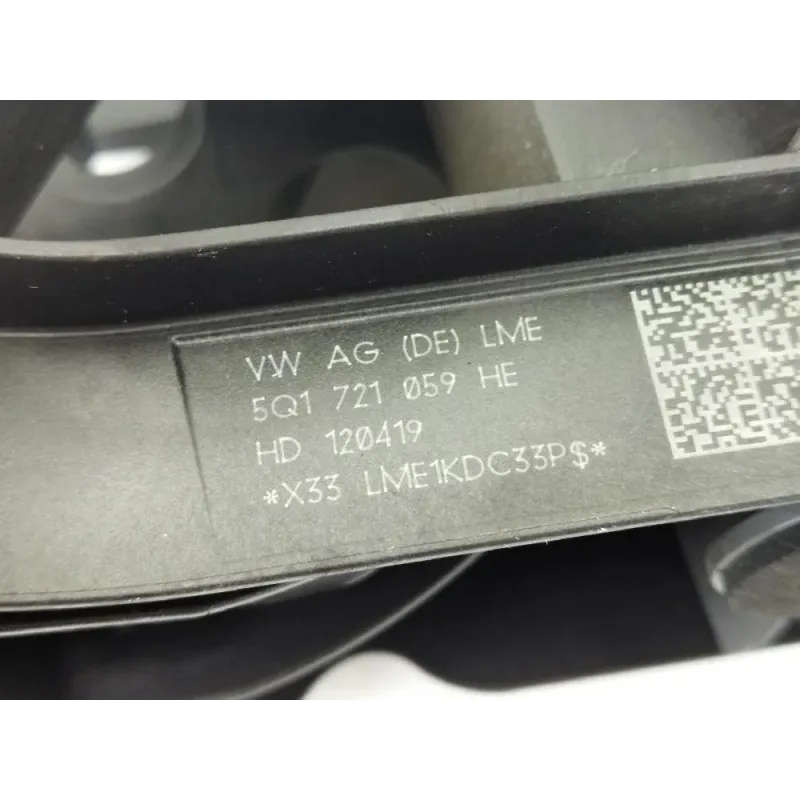 VW AG (DE) LME
5Q1 721 059 HE
HD 120419
*X33 LME1KDC33P$*